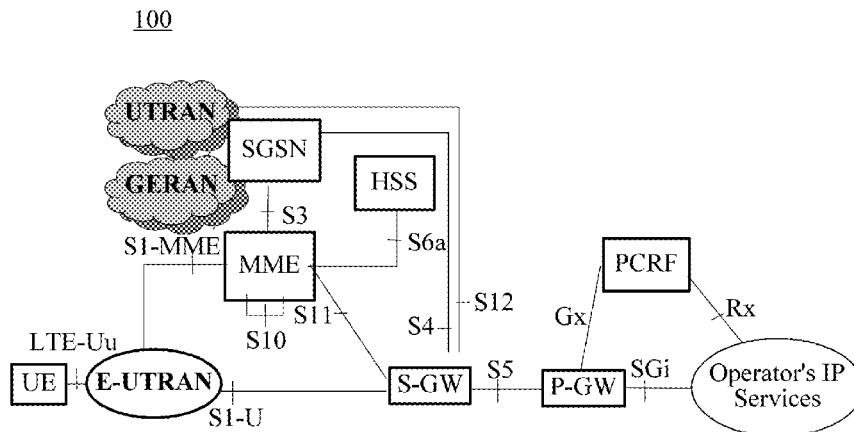 100
UTRAN
SGSN
GERAN
HSS
S3
S1-MME
S6a
MME
PCRF
S12
Gx
Rx
S10
S11
S4
LTE-Uu
UE
E-UTRAN
S-GW
S5
P-GW
SGi
Operator's IP
Services
S1-U